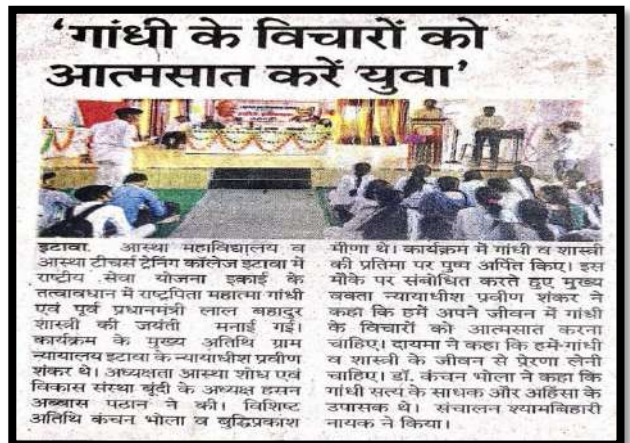 ‘गांधी के विचारों को
आत्मसात करें युवा’
इटावा. आस्था महाविद्यालय व
आस्था टीचर्स ट्रेनिंग कॉलेज इटावा में
राष्ट्रीय सेवा योजना इकाई के
तत्वावधान में राष्ट्रपिता महात्मा गांधी
एवं पूर्व प्रधानमंत्री लाल बहादुर
शास्त्री की जयंती मनाई गई।
कार्यक्रम के मुख्य अतिथि ग्राम
न्यायालय इटावा के न्यायाधीश प्रवीण
शंकर थे। अध्यक्षता आस्था शोध एवं
विकास संस्था बूंदी के अध्यक्ष हसन
अब्बास पठान ने की। विशिष्ट
अतिथि कंचन भोला व बुद्धिप्रकाश
मीणा थे। कार्यक्रम में गांधी व शास्त्री
की प्रतिमा पर पुष्प अर्पित किए। इस
मौके पर संबोधित करते हुए मुख्य
वक्ता न्यायाधीश प्रवीण शंकर ने
कहा कि हमें अपने जीवन में गांधी
के विचारों को आत्मसात करना
चाहिए। दायमा ने कहा कि हमें गांधी
व शास्त्री के जीवन से प्रेरणा लेनी
चाहिए। डॉ. कंचन भोला ने कहा कि
गांधी सत्य के साधक और अहिंसा के
उपासक थे। संचालन श्यामबिहारी
नायक ने किया।